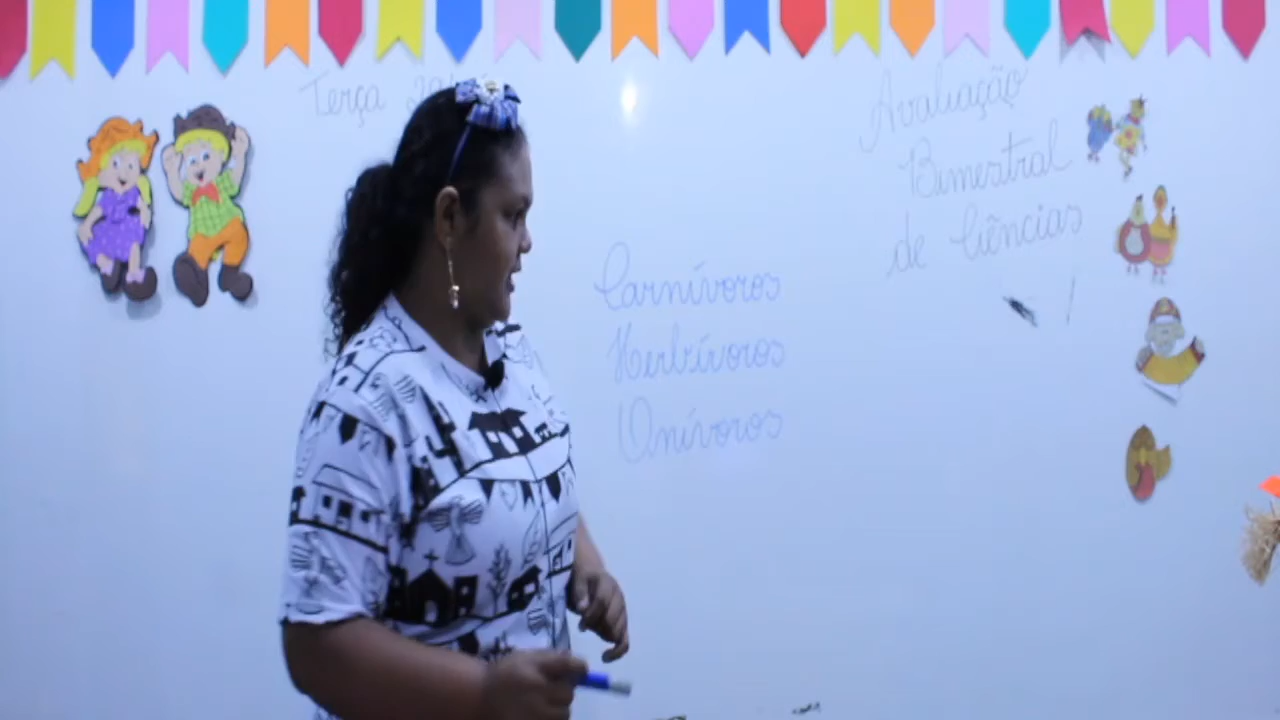 Terça
Avaliação
Bimestral
de Ciências
Carnívoros
Herbívoros
Onívoros